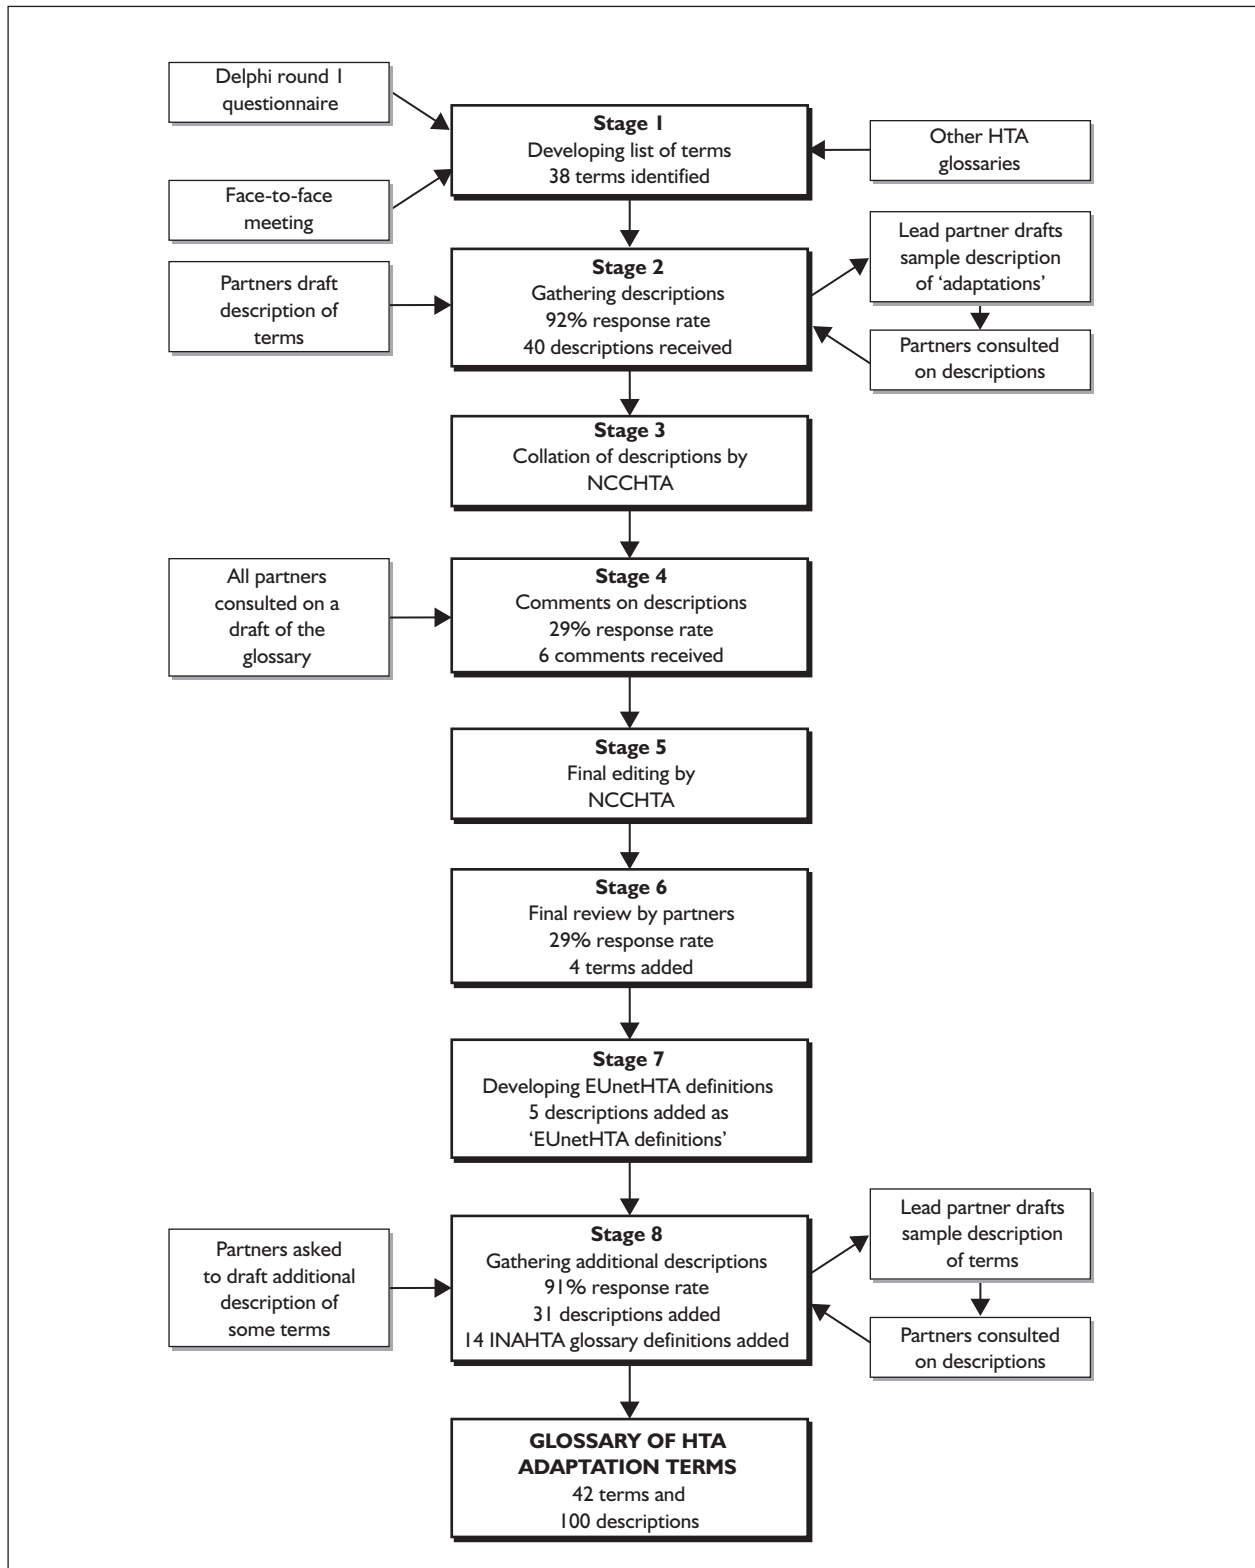 Delphi round 1
questionnaire
Stage 1
Developing list of terms
38 terms identified
Other HTA
glossaries
Face-to-face
meeting
Stage 2
Gathering descriptions
92% response rate
40 descriptions received
Lead partner drafts
sample description
of ‘adaptations’
Partners draft
description of
terms
Partners consulted
on descriptions
Stage 3
Collation of descriptions by
NCCHTA
All partners
consulted on a
draft of the
glossary
Stage 4
Comments on descriptions
29% response rate
6 comments received
Stage 5
Final editing by
NCCHTA
Stage 6
Final review by partners
29% response rate
4 terms added
Stage 7
Developing EUnetHTA definitions
5 descriptions added as
‘EUnetHTA definitions’
Partners asked
to draft additional
description of
some terms
Stage 8
Gathering additional descriptions
91% response rate
31 descriptions added
14 INAHTA glossary definitions added
Lead partner drafts
sample description
of terms
Partners consulted
on descriptions
GLOSSARY OF HTA
ADAPTATION TERMS
42 terms and
100 descriptions